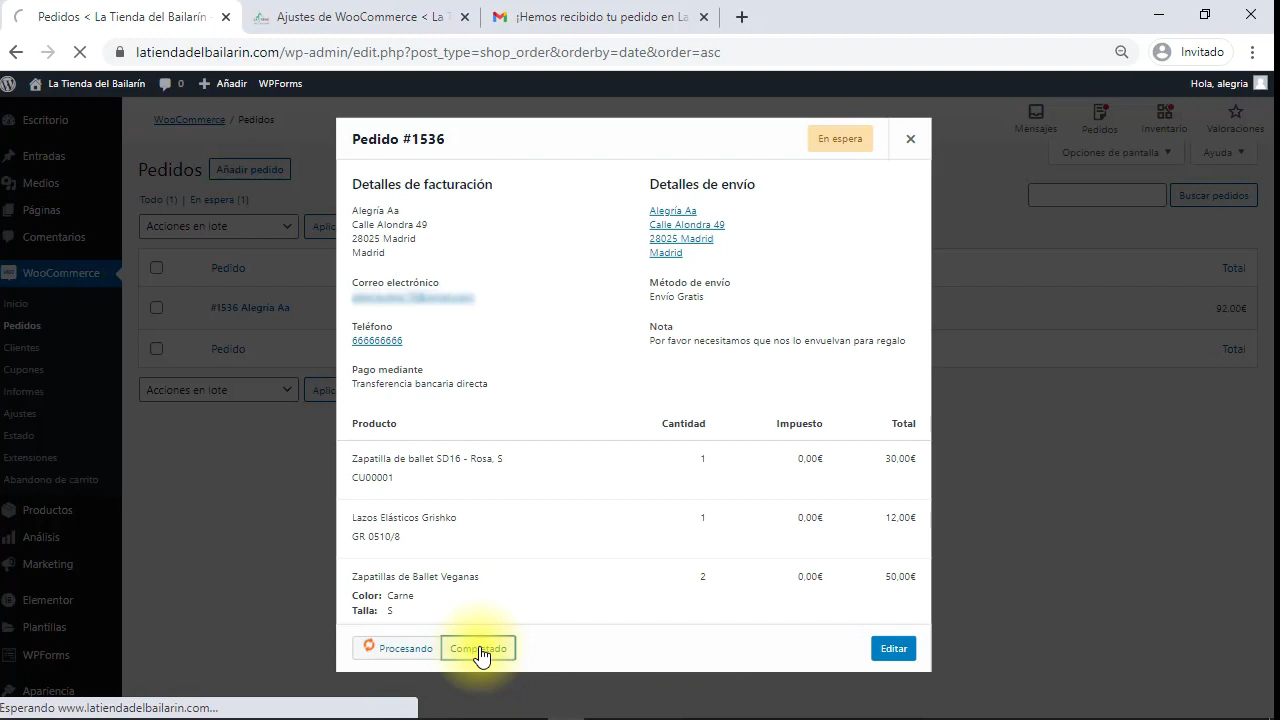 Pedidos < La Tienda del Bailarín
Ajustes de WooCommerce < La T
¡Hemos recibido tu pedido en La
latiendadelbailarin.com/wp-admin/edit.php?post_type=shop_order&orderby=date&order=asc
Invitado
La Tienda del Bailarín
0
Añadir
WPForms
Hola, alegria
Escritorio
Entradas
Medios
Páginas
Comentarios
WooCommerce
Inicio
Pedidos
Clientes
Cupones
Informes
Ajustes
Estado
Extensiones
Abandono de carrito
Productos
Análisis
Marketing
Elementor
Plantillas
WPForms
Apariencia
WooCommerce / Pedidos
Mensajes
Pedidos
Inventario
Valoraciones
Opciones de pantalla
Ayuda
Pedidos
Añadir pedido
Todo (1) | En espera (1)
Buscar pedidos
Acciones en lote
Aplic
Pedido
Total
#1536 Alegría Aa
92,00€
Pedido
Total
Acciones en lote
Aplic
Pedido #1536
En espera
Detalles de facturación
Alegría Aa
Calle Alondra 49
28025 Madrid
Madrid
Correo electrónico
Teléfono
666666666
Pago mediante
Transferencia bancaria directa
Detalles de envío
Alegría Aa
Calle Alondra 49
28025 Madrid
Madrid
Método de envío
Envío Gratis
Nota
Por favor necesitamos que nos lo envuelvan para regalo
Producto Cantidad Impuesto Total
Zapatilla de ballet SD16 - Rosa, S 1 0,00€ 30,00€
CU00001
Lazos Elásticos Grishko 1 0,00€ 12,00€
GR 0510/8
Zapatillas de Ballet Veganas 2 0,00€ 50,00€
Color: Carne
Talla: S
Procesando
Completado
Editar
Esperando www.latiendadelbailarin.com...